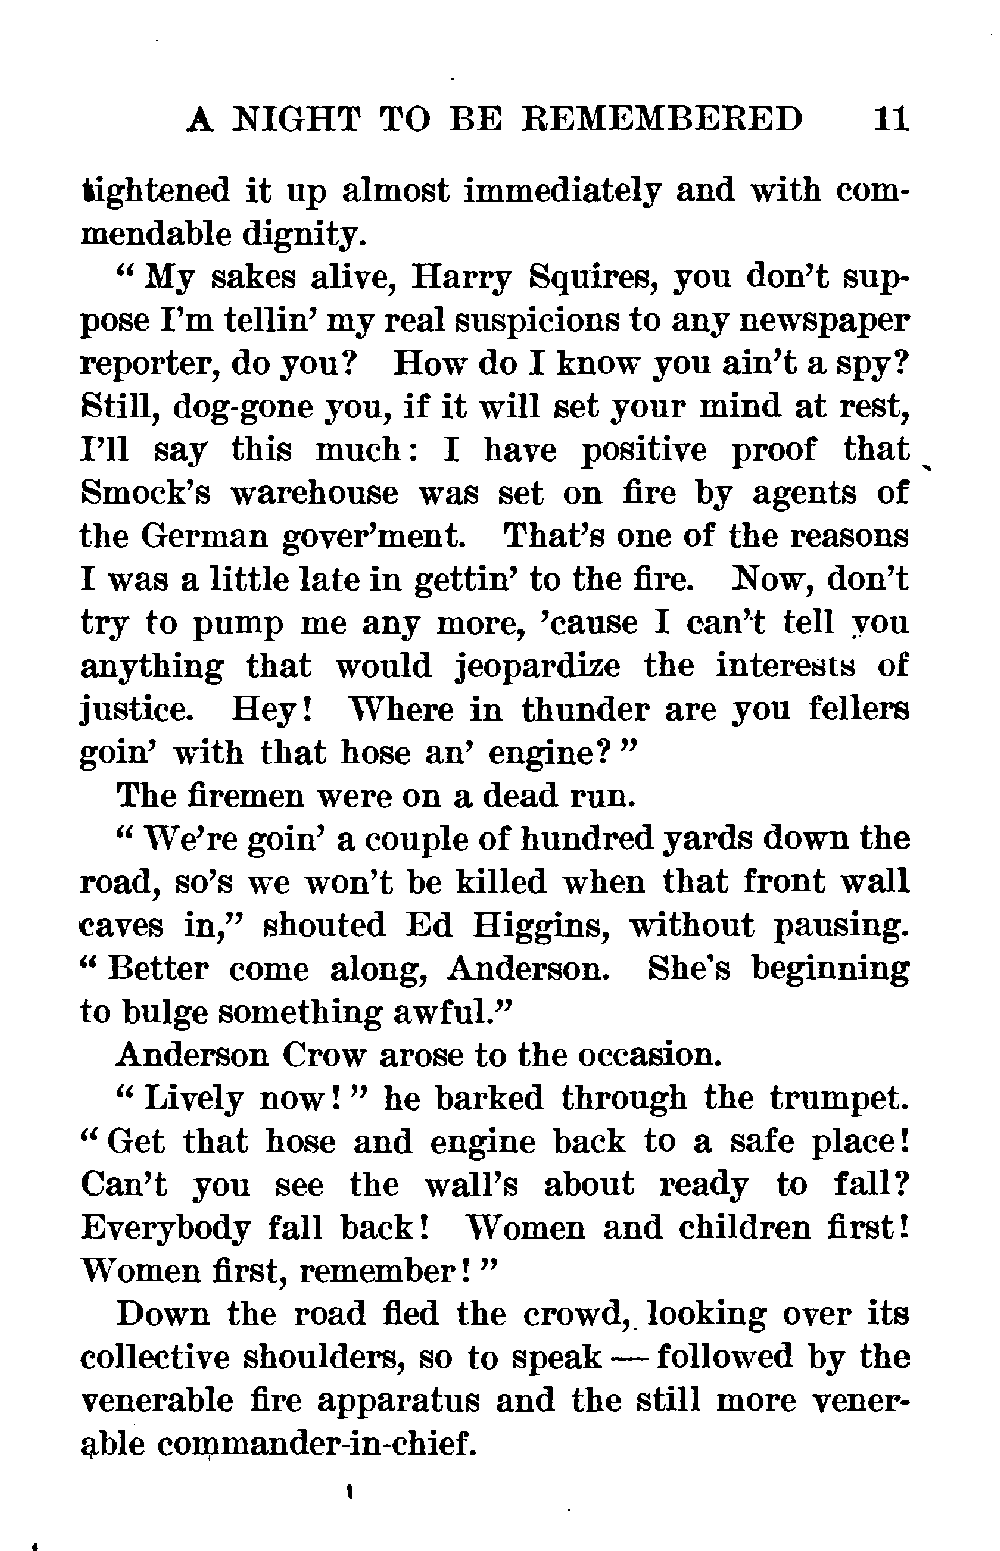 A NIGHT TO BE REMEMBERED 11
tightened it up almost immediately and with com-
mendable dignity.
“ My sakes alive, Harry Squires, you don’t sup-
pose I’m tellin’ my real suspicions to any newspaper
reporter, do you? How do I know you ain’t a spy?
Still, dog-gone you, if it will set your mind at rest,
I’ll say this much: I have positive proof that
Smock’s warehouse was set on fire by agents of
the German gover’ment. That’s one of the reasons
I was a little late in gettin’ to the fire. Now, don’t
try to pump me any more, ’cause I can’t tell you
anything that would jeopardize the interests of
justice. Hey! Where in thunder are you fellers
goin’ with that hose an’ engine? ”
The firemen were on a dead run.
“ We’re goin’ a couple of hundred yards down the
road, so’s we won’t be killed when that front wall
caves in,” shouted Ed Higgins, without pausing.
“ Better come along, Anderson. She’s beginning
to bulge something awful.”
Anderson Crow arose to the occasion.
“ Lively now! ” he barked through the trumpet.
“ Get that hose and engine back to a safe place!
Can’t you see the wall’s about ready to fall?
Everybody fall back! Women and children first!
Women first, remember! ”
Down the road fled the crowd, looking over its
collective shoulders, so to speak — followed by the
venerable fire apparatus and the still more vener-
able commander-in-chief.